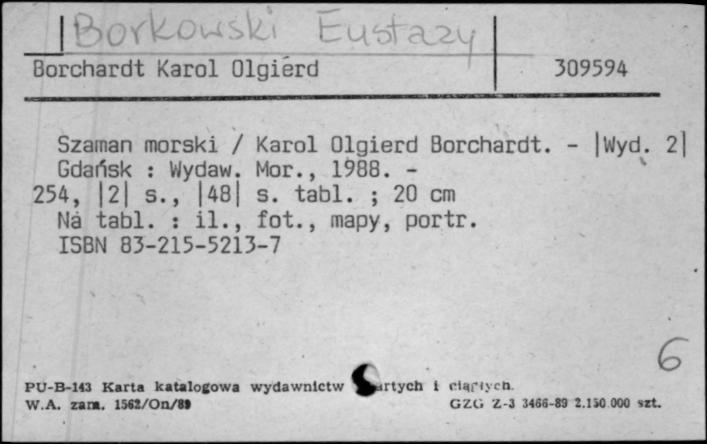 Borkowski Eustazy
Borchardt Karol Olgierd 309594
Szaman morski / Karol Olgierd Borchardt. - |Wyd. 2|
Gdańsk : Wydaw. Mor., 1988. -
254, |2| s., |48| s. tabl. ; 20 cm
Na tabl. : il., fot., mapy, portr.
ISBN 83-215-5213-7
6
PU-B-143 Karta katalogowa wydawnictw i ciągłych.
W.A. zam. 1562/On/89 GZG Z-3 3466-89 2.150.000 szt.